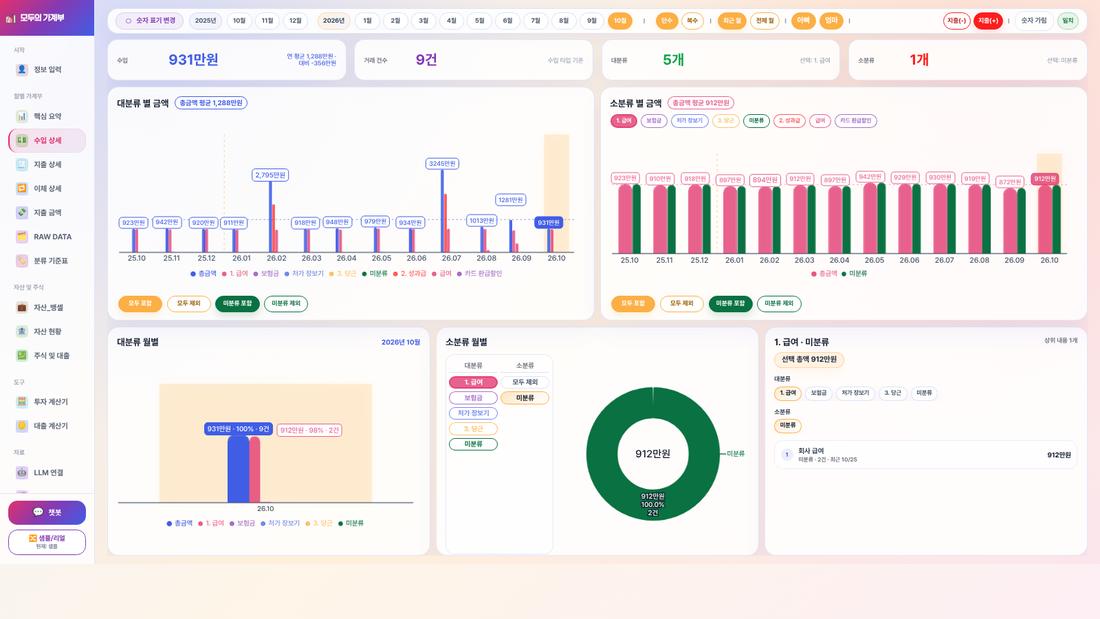 모두의 가계부
시작
정보 입력
월별 가계부
핵심 요약
수입 상세
지출 상세
이체 상세
지출 금액
RAW DATA
분류 기준표
자산 및 주식
자산_뱅샐
자산 현황
주식 및 대출
도구
투자 계산기
대출 계산기
자료
LLM 연결
챗봇
샘플/리얼
현재: 샘플
숫자 표기 변경 2025년 10월 11월 12월 2026년 1월 2월 3월 4월 5월 6월 7월 8월 9월 10월 | 단수 복수 | 최근 월 전체 월 | 아빠 엄마 | 지출(-) 지출(+) | 숫자 가림 일치
수입 931만원 연 평균 1,288만원 ·
대비 -356만원
거래 건수 9건 수입 타입 기준
대분류 5개 선택: 1. 급여
소분류 1개 선택: 미분류
대분류 별 금액 총금액 평균 1,288만원
923만원 942만원 920만원 911만원 2,795만원 918만원 948만원 979만원 934만원 3245만원 1013만원 1281만원 931만원
25.10 25.11 25.12 26.01 26.02 26.03 26.04 26.05 26.06 26.07 26.08 26.09 26.10
총금액 1. 급여 보험금 처가 장보기 3. 당근 미분류 2. 성과급 급여 카드 환급할인
모두 포함 모두 제외 미분류 포함 미분류 제외
소분류 별 금액 총금액 평균 912만원
1. 급여 보험금 처가 장보기 3. 당근 미분류 2. 성과급 급여 카드 환급할인
923만원 910만원 918만원 897만원 894만원 912만원 897만원 942만원 929만원 930만원 919만원 872만원 912만원
25.10 25.11 25.12 26.01 26.02 26.03 26.04 26.05 26.06 26.07 26.08 26.09 26.10
총금액 미분류
모두 포함 모두 제외 미분류 포함 미분류 제외
대분류 월별 2026년 10월
931만원 · 100% · 9건 912만원 · 98% · 2건
26.10
총금액 1. 급여 보험금 처가 장보기 3. 당근 미분류
소분류 월별
대분류 소분류
1. 급여 모두 제외
보험금 미분류
처가 장보기
3. 당근
미분류
912만원
미분류
912만원
100.0%
2건
1. 급여 · 미분류 상위 내용 1개
선택 총액 912만원
대분류
1. 급여 보험금 처가 장보기 3. 당근 미분류
소분류
미분류
1 회사 급여 912만원
미분류 · 2건 · 최근 10/25